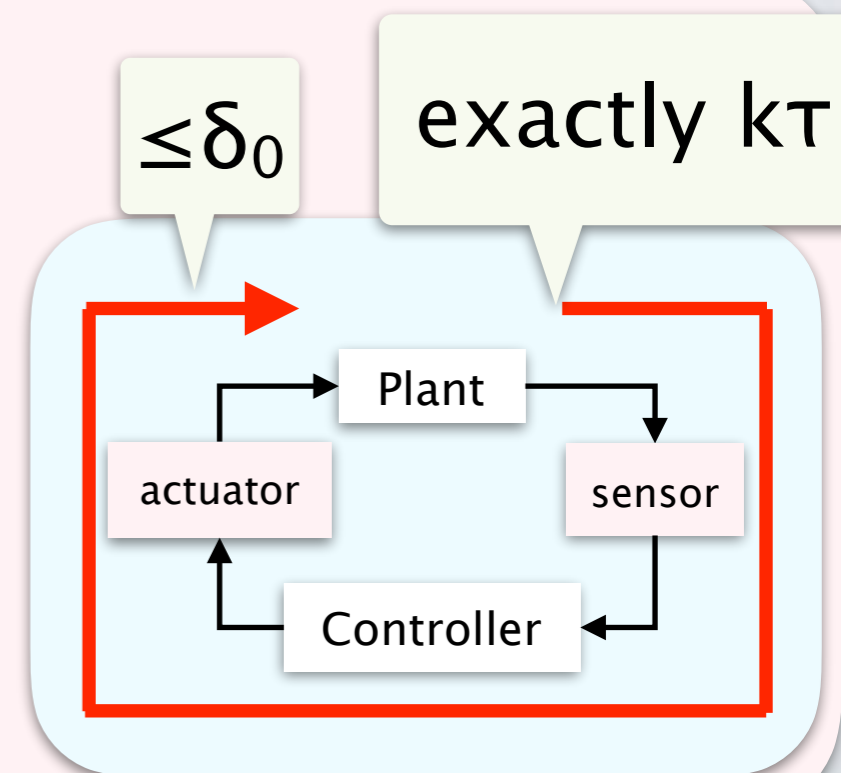 ≤δ₀
exactly kτ
Plant
actuator
sensor
Controller